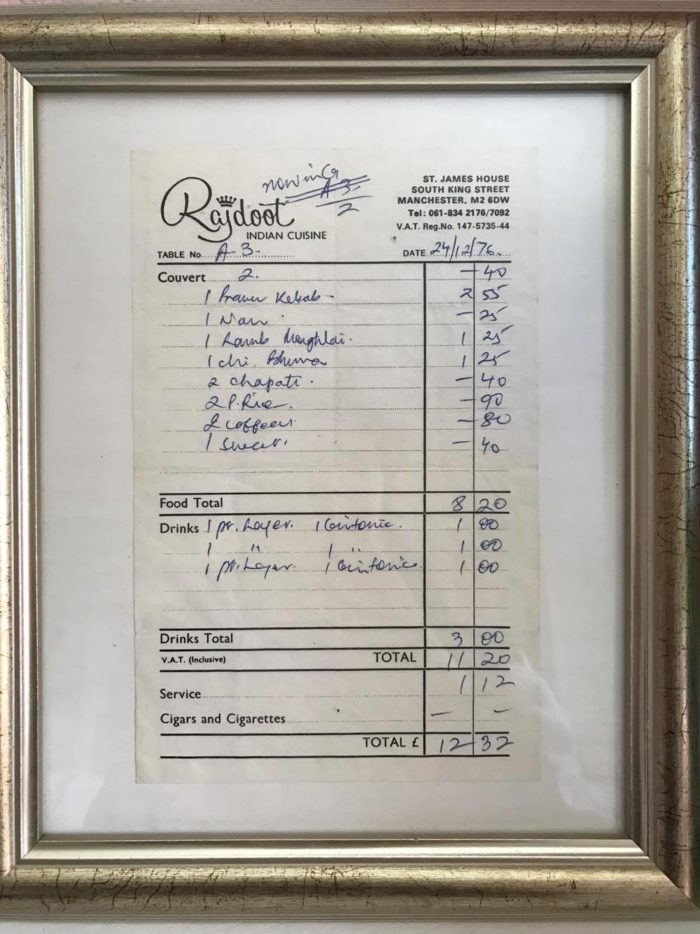 now in G
A 3
2
Rajdoot
INDIAN CUISINE
ST. JAMES HOUSE
SOUTH KING STREET
MANCHESTER, M2 6DW
Tel: 061-834 2176/7092
V.A.T. Reg.No. 147-5735-44
TABLE No. A-3. DATE 24/12/76.
Couvert 2. — 40
1 Prawn Kebab. 2 55
1 Nan. — 25
1 Lamb Moughlai. 1 25
1 chi. Bhuna 1 25
2 chapati. — 40
2 P. Rice. — 90
2 coffees — 80
1 Sweet. — 40
Food Total 8 20
Drinks 1 pt. Lager. 1 Gin tonic. 1 00
1 " 1 " 1 00
1 pt. Lager. 1 Gin tonic. 1 00
Drinks Total 3 00
V.A.T. (Inclusive) TOTAL 11 20
Service 1 12
Cigars and Cigarettes — —
TOTAL £ 12 32